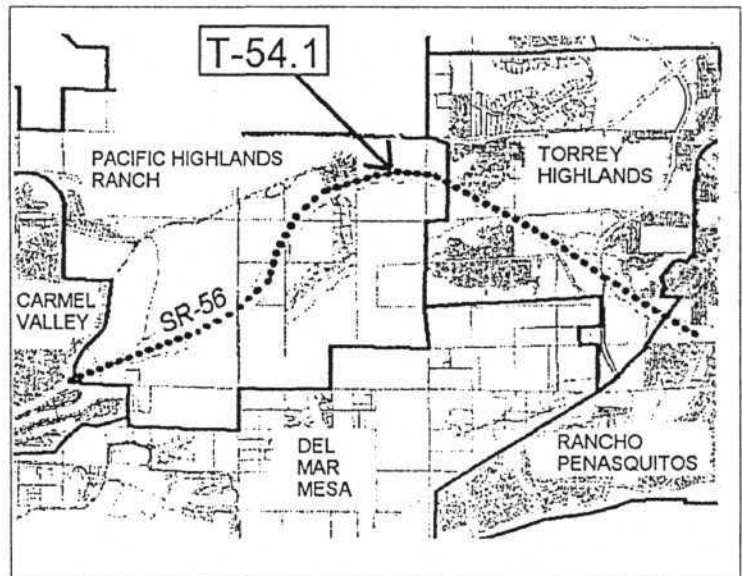 T-54.1
PACIFIC HIGHLANDS
RANCH
TORREY
HIGHLANDS
CARMEL
VALLEY
SR-56
DEL
MAR
MESA
RANCHO
PENASQUITOS